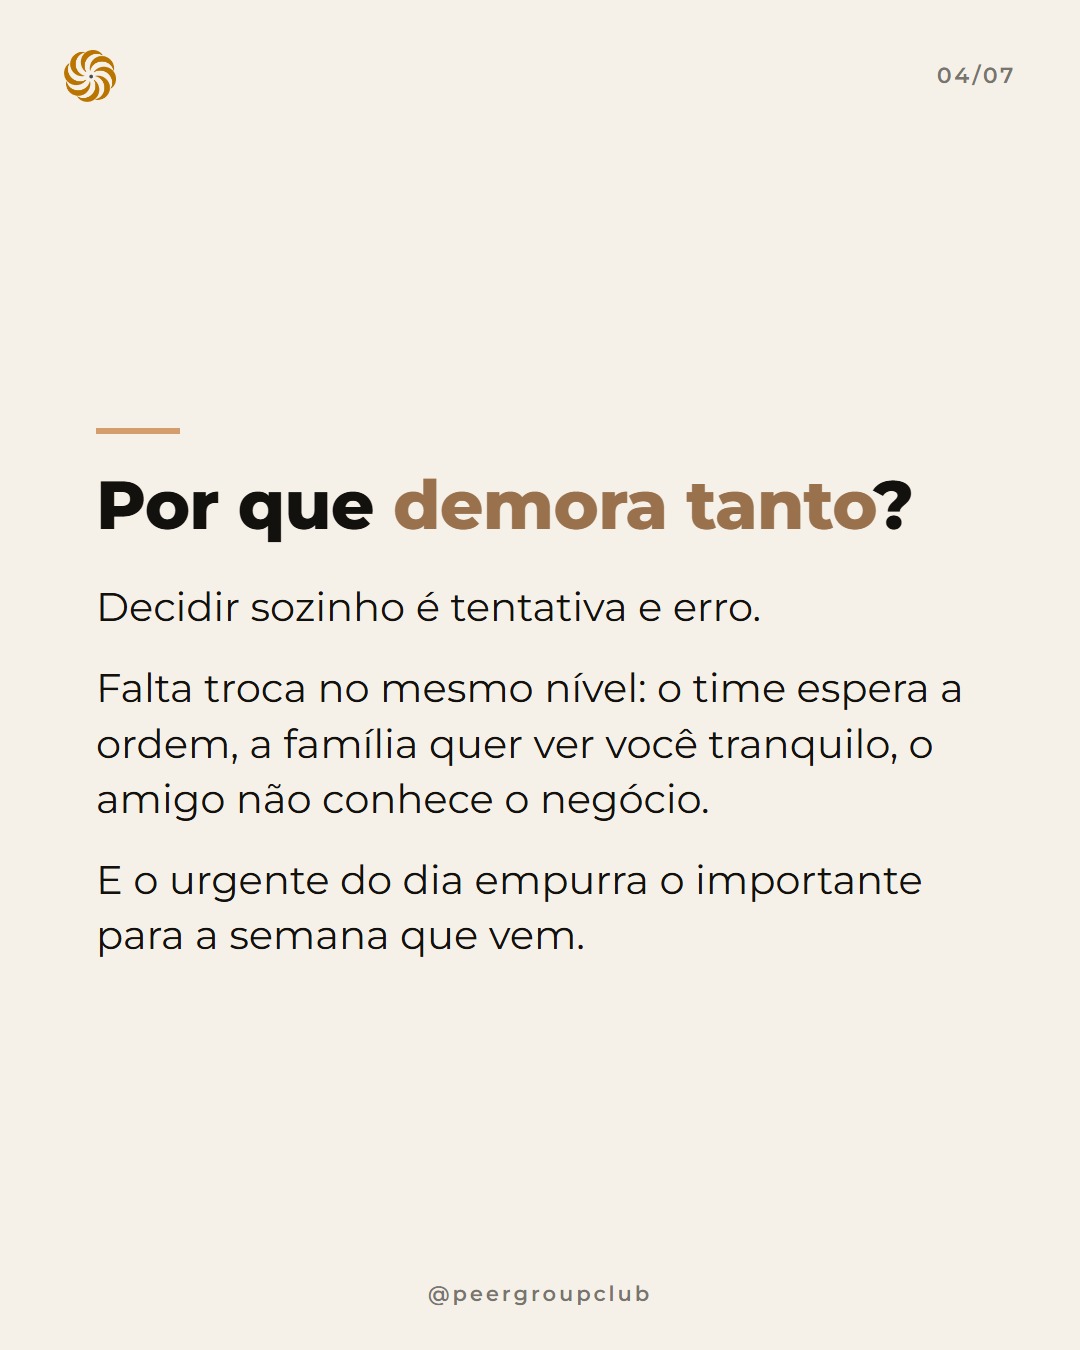 04/07
Por que demora tanto?
Decidir sozinho é tentativa e erro.
Falta troca no mesmo nível: o time espera a
ordem, a família quer ver você tranquilo, o
amigo não conhece o negócio.
E o urgente do dia empurra o importante
para a semana que vem.
@peergroupclub